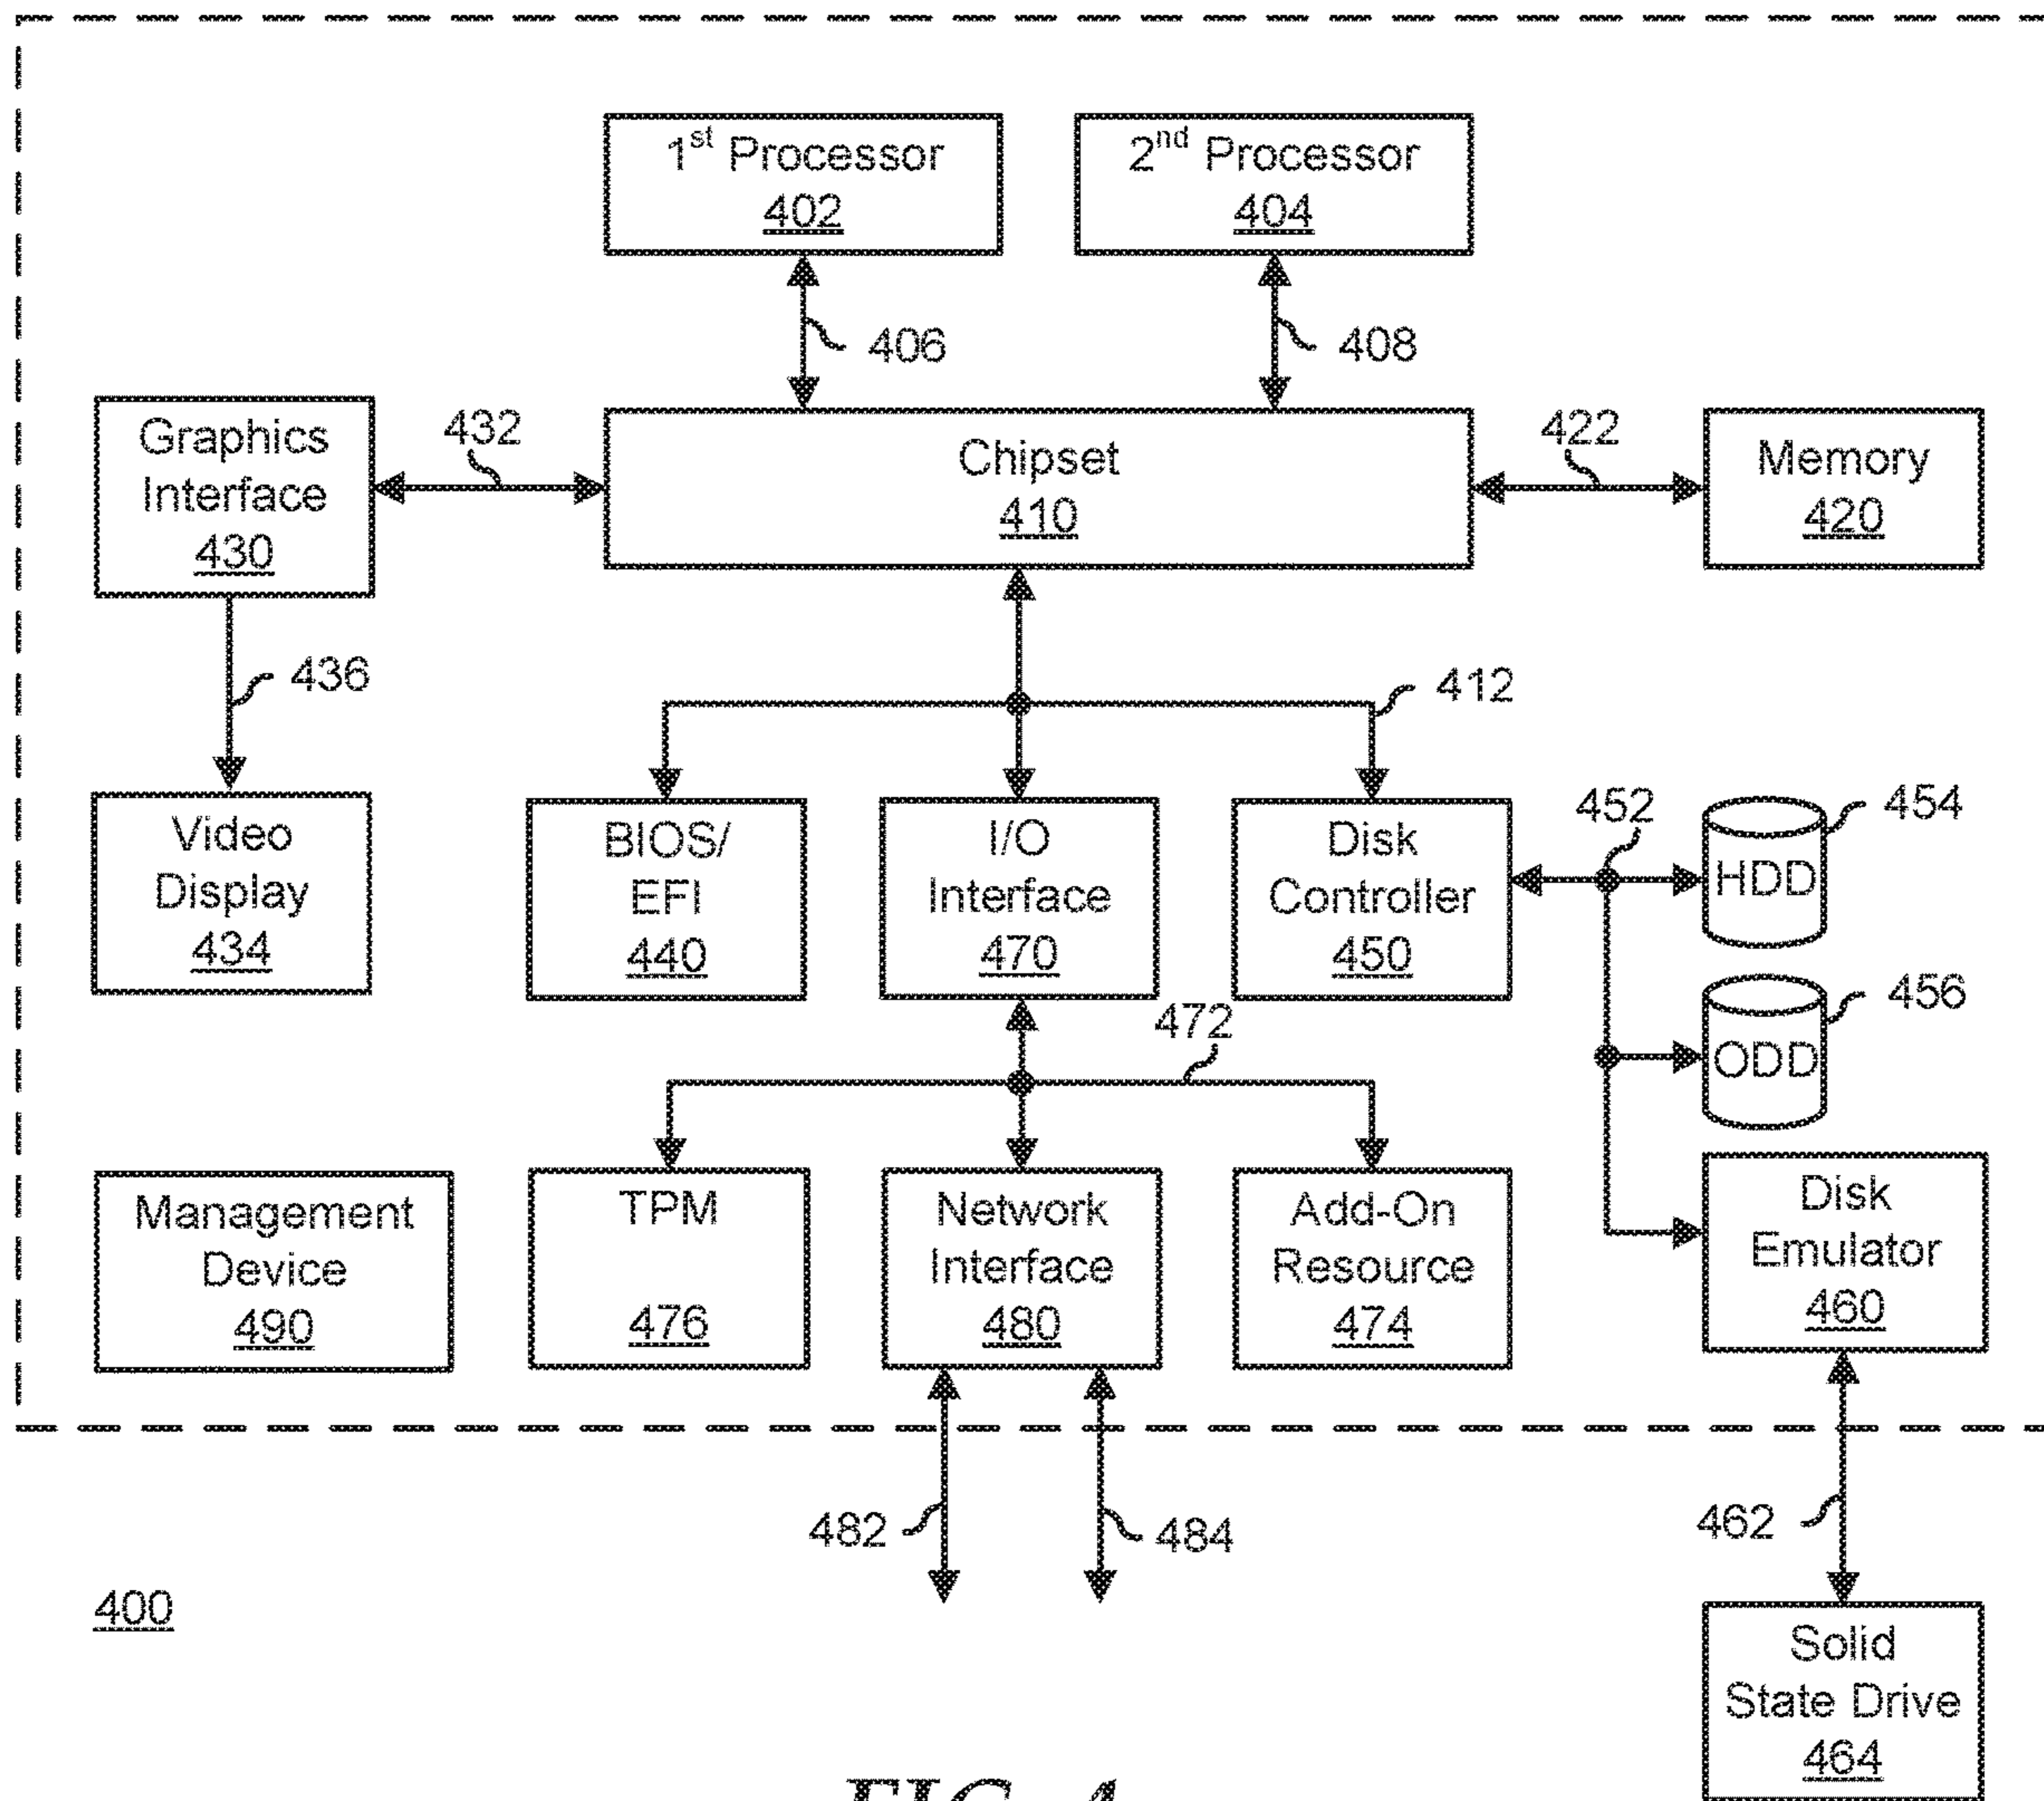 1st Processor
402
2nd Processor
404
406
408
Graphics
Interface
430
432
Chipset
410
422
Memory
420
436
412
Video
Display
434
BIOS/
EFI
440
I/O
Interface
470
Disk
Controller
450
452
454
HDD
456
ODD
472
Management
Device
490
TPM
476
Network
Interface
480
Add-On
Resource
474
Disk
Emulator
460
482
484
462
400
Solid
State Drive
464
FIG. 4